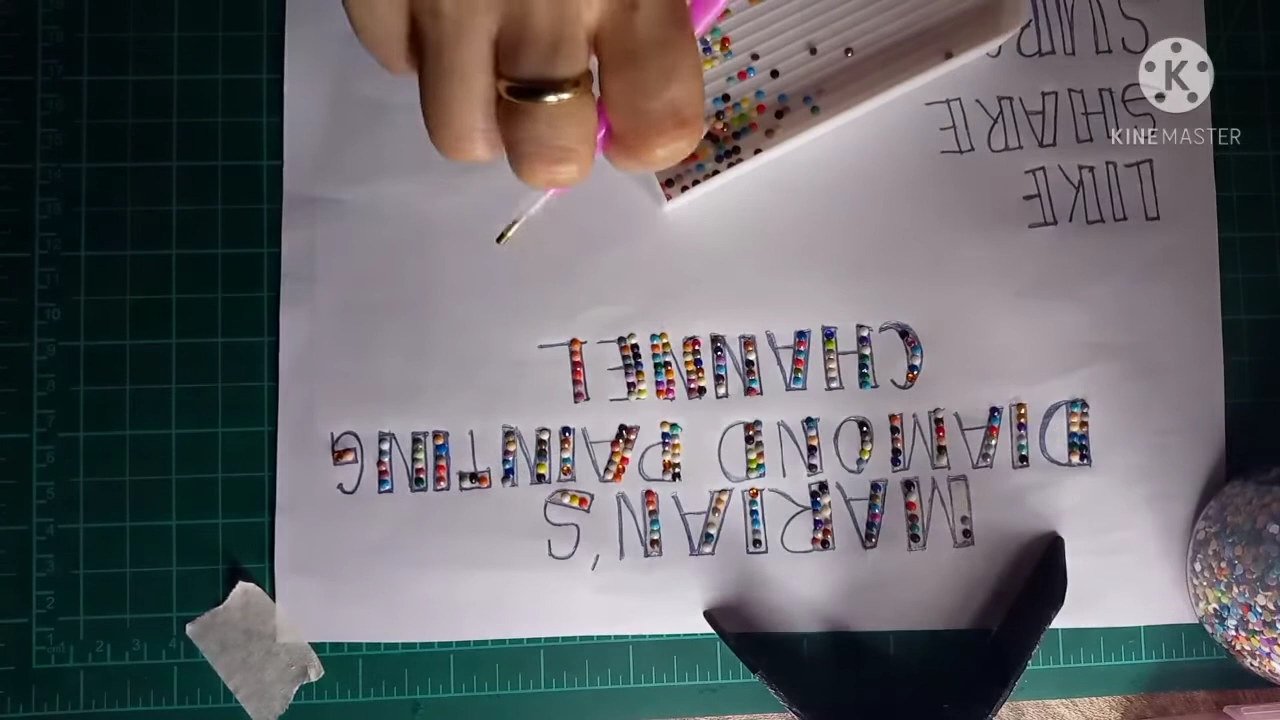 MARIAN'S
DIAMOND PAINTING
CHANNEL
LIKE
SHARE
K
KINEMASTER